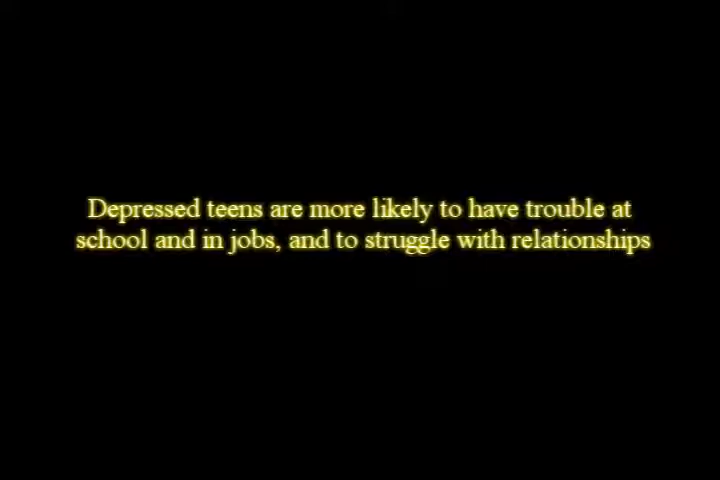 Depressed teens are more likely to have trouble at
school and in jobs, and to struggle with relationships